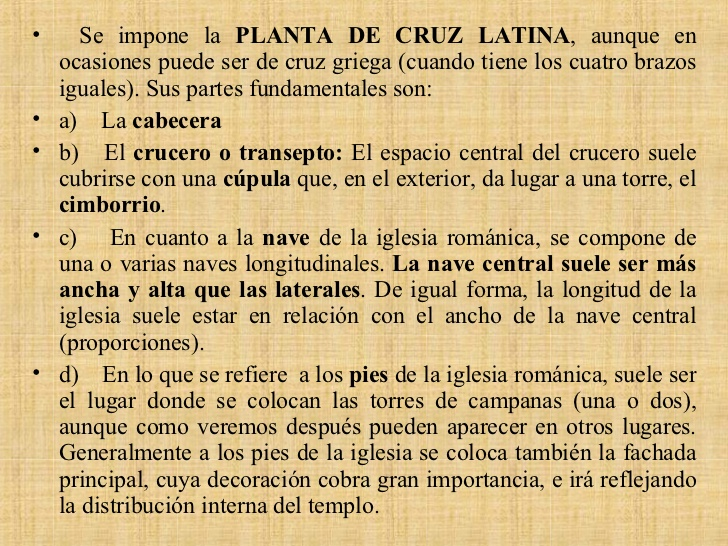 • Se impone la PLANTA DE CRUZ LATINA, aunque en
ocasiones puede ser de cruz griega (cuando tiene los cuatro brazos
iguales). Sus partes fundamentales son:
• a) La cabecera
• b) El crucero o transepto: El espacio central del crucero suele
cubrirse con una cúpula que, en el exterior, da lugar a una torre, el
cimborrio.
• c) En cuanto a la nave de la iglesia románica, se compone de
una o varias naves longitudinales. La nave central suele ser más
ancha y alta que las laterales. De igual forma, la longitud de la
iglesia suele estar en relación con el ancho de la nave central
(proporciones).
• d) En lo que se refiere a los pies de la iglesia románica, suele ser
el lugar donde se colocan las torres de campanas (una o dos),
aunque como veremos después pueden aparecer en otros lugares.
Generalmente a los pies de la iglesia se coloca también la fachada
principal, cuya decoración cobra gran importancia, e irá reflejando
la distribución interna del templo.